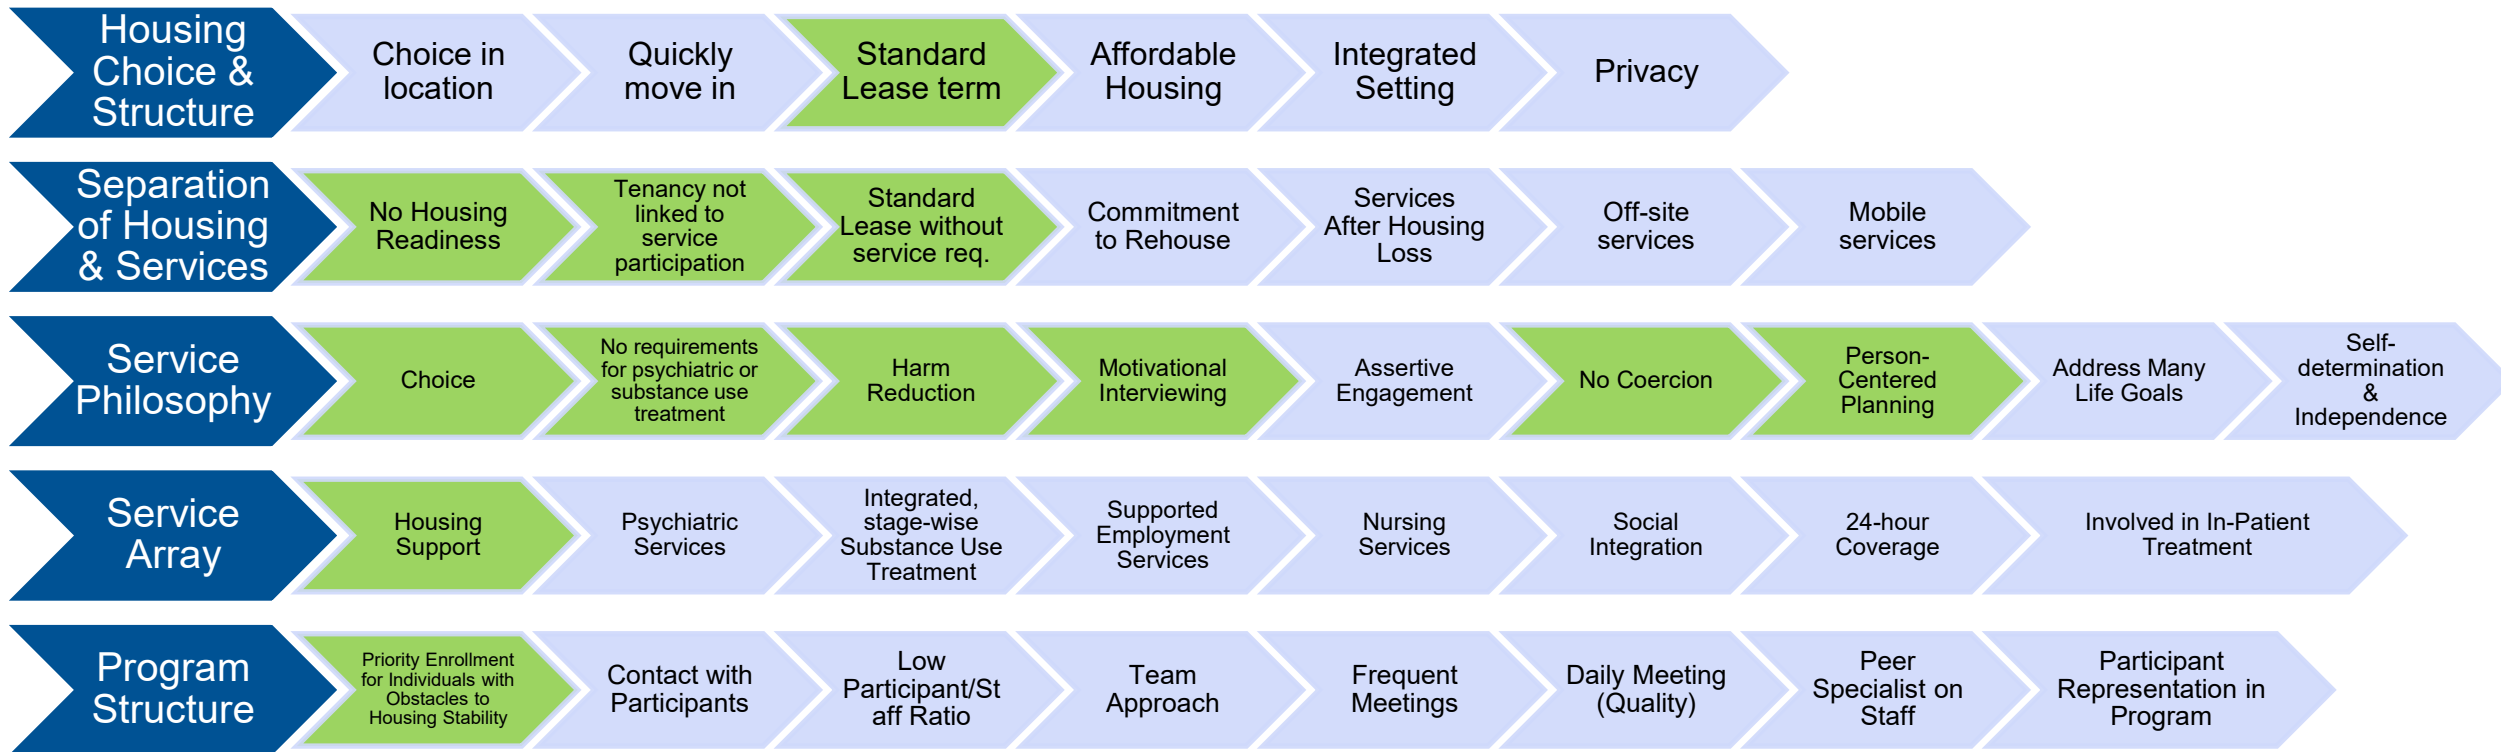 Housing
Choice &
Structure
Choice in
location
Quickly
move in
Standard
Lease term
Affordable
Housing
Integrated
Setting
Privacy
Separation
of Housing
& Services
No Housing
Readiness
Tenancy not
linked to
service
participation
Standard
Lease without
service req.
Commitment
to Rehouse
Services
After Housing
Loss
Off-site
services
Mobile
services
Service
Philosophy
Choice
No requirements
for psychiatric or
substance use
treatment
Harm
Reduction
Motivational
Interviewing
Assertive
Engagement
No Coercion
Person-
Centered
Planning
Address Many
Life Goals
Self-
determination
&
Independence
Service
Array
Housing
Support
Psychiatric
Services
Integrated,
stage-wise
Substance Use
Treatment
Supported
Employment
Services
Nursing
Services
Social
Integration
24-hour
Coverage
Involved in In-Patient
Treatment
Program
Structure
Priority Enrollment
for Individuals with
Obstacles to
Housing Stability
Contact with
Participants
Low
Participant/St
aff Ratio
Team
Approach
Frequent
Meetings
Daily Meeting
(Quality)
Peer
Specialist on
Staff
Participant
Representation in
Program